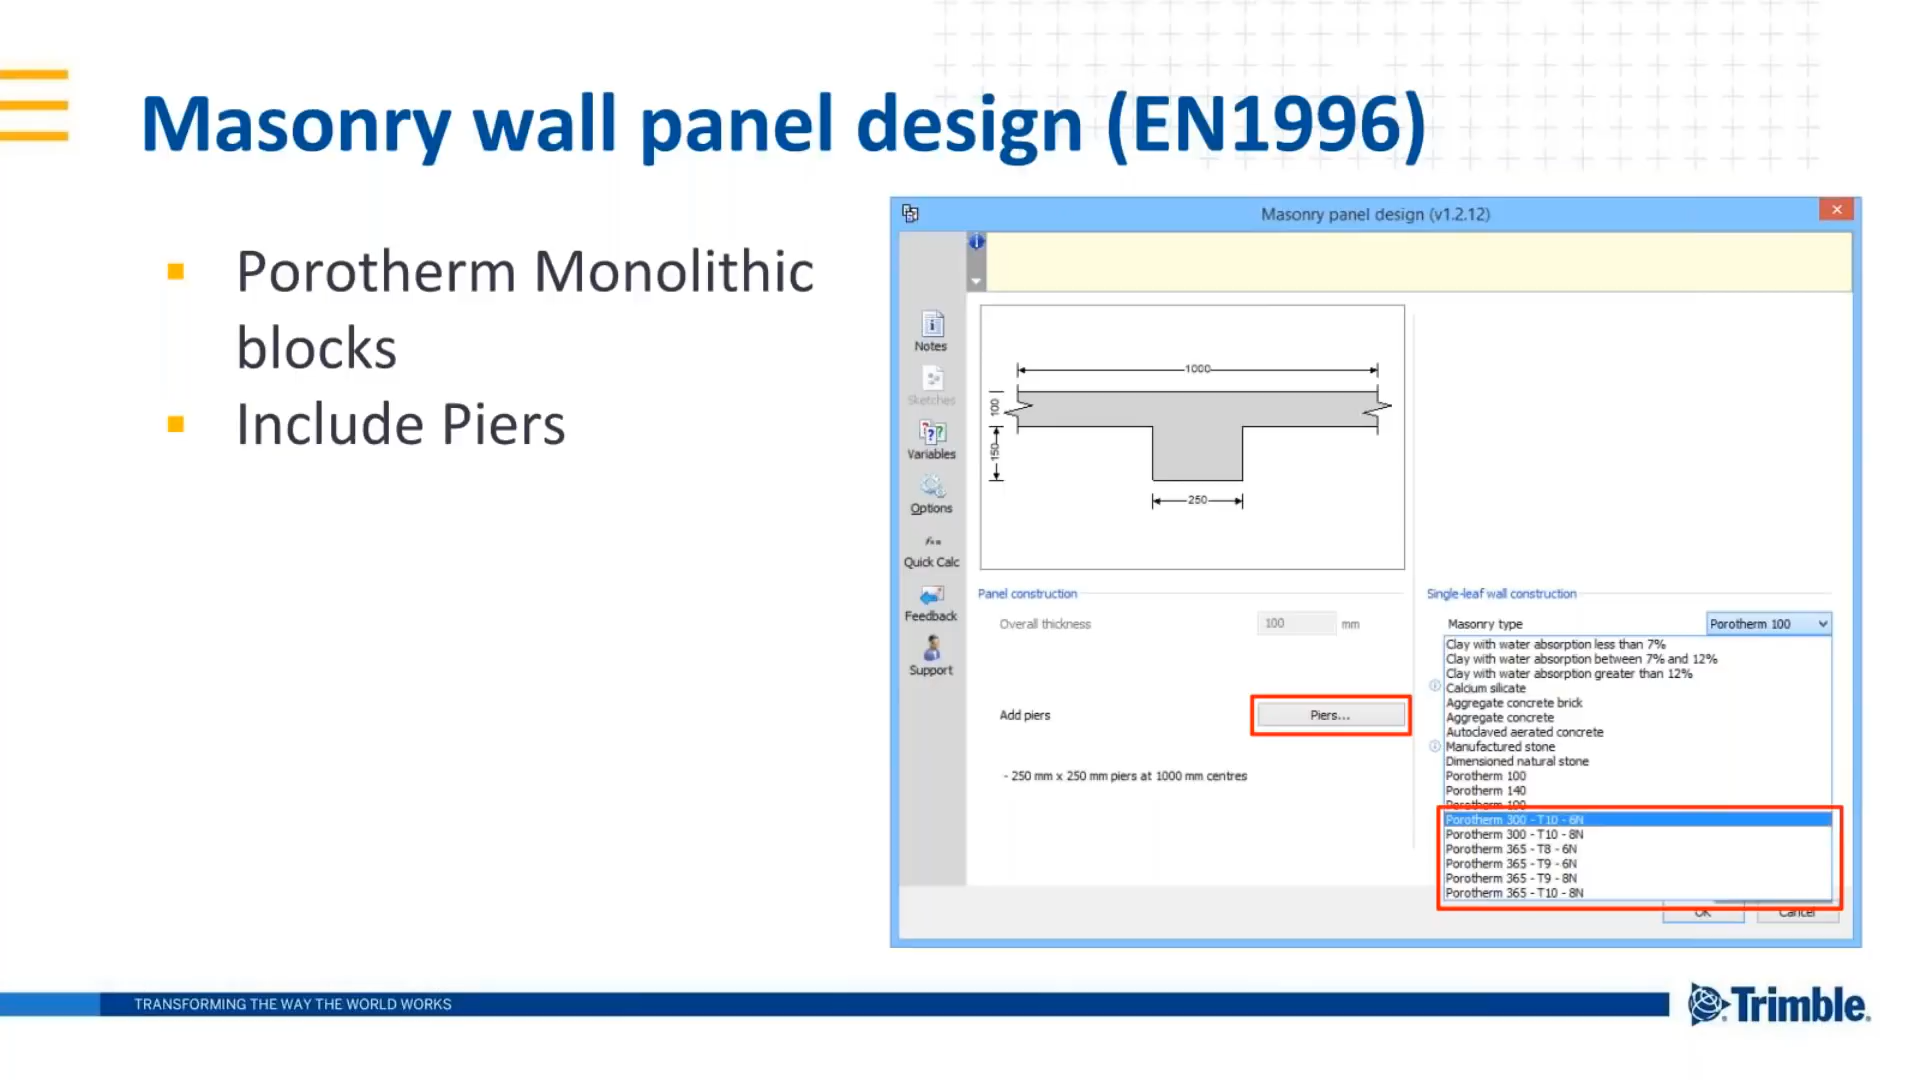 Masonry wall panel design (EN1996)
Porotherm Monolithic
blocks
Include Piers
Masonry panel design (v1.2.12)
Notes
Sketches
Variables
Options
Quick Calc
Feedback
Support
1000
100
150
250
Panel construction
Overall thickness 100 mm
Add piers Piers...
- 250 mm x 250 mm piers at 1000 mm centres
Single-leaf wall construction
Masonry type Porotherm 100
Clay with water absorption less than 7%
Clay with water absorption between 7% and 12%
Clay with water absorption greater than 12%
Calcium silicate
Aggregate concrete brick
Aggregate concrete
Autoclaved aerated concrete
Manufactured stone
Dimensioned natural stone
Porotherm 100
Porotherm 140
Porotherm 190
Porotherm 300 - T10 - 6N
Porotherm 300 - T10 - 8N
Porotherm 365 - T8 - 6N
Porotherm 365 - T9 - 6N
Porotherm 365 - T9 - 8N
Porotherm 365 - T10 - 8N
OK Cancel
TRANSFORMING THE WAY THE WORLD WORKS
Trimble